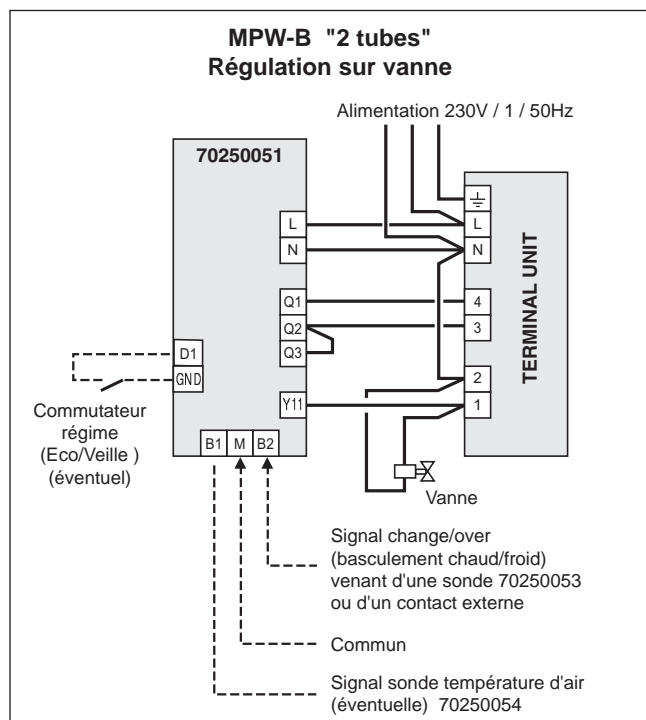 MPW-B "2 tubes"
Régulation sur vanne
Alimentation 230V / 1 / 50Hz
70250051
L
N
Q1
Q2
Q3
D1
GND
Y11
B1 M B2
L
N
4
3
2
1
TERMINAL UNIT
Commutateur
régime
(Eco/Veille )
(éventuel)
Vanne
Signal change/over
(basculement chaud/froid)
venant d'une sonde 70250053
ou d'un contact externe
Commun
Signal sonde température d'air
(éventuelle) 70250054